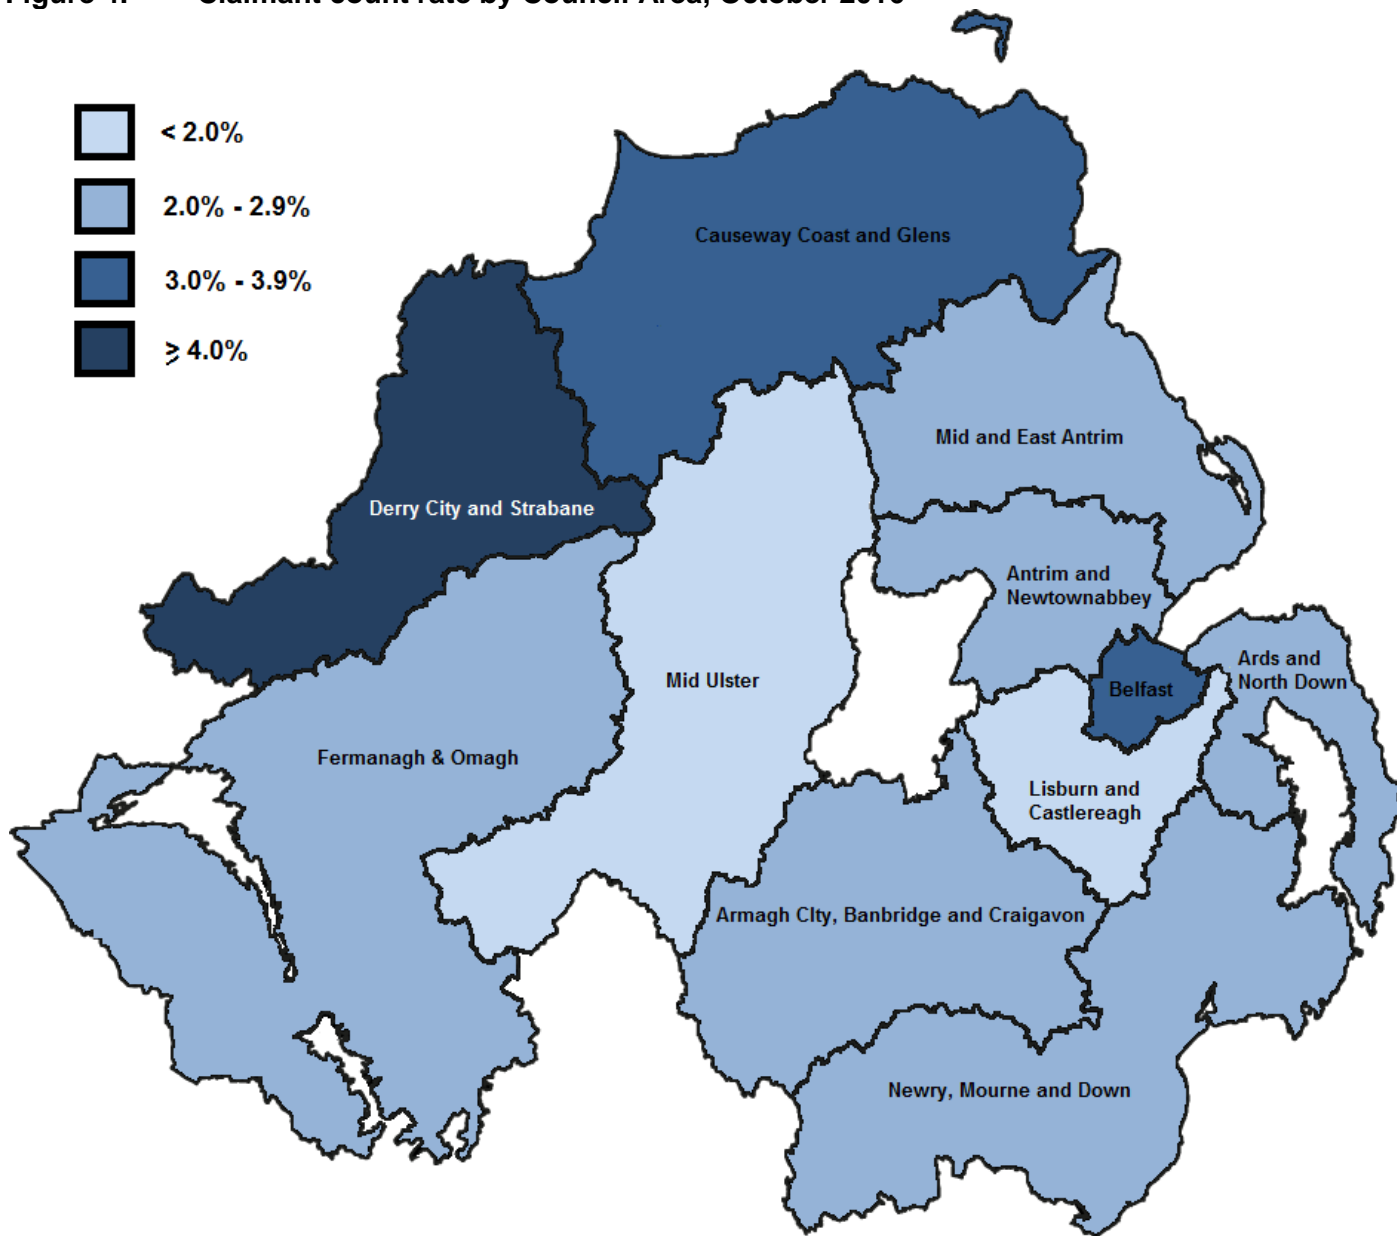 < 2.0%
2.0% - 2.9%
3.0% - 3.9%
≥ 4.0%
Causeway Coast and Glens
Mid and East Antrim
Derry City and Strabane
Antrim and
Newtownabbey
Ards and
North Down
Mid Ulster
Belfast
Fermanagh & Omagh
Lisburn and
Castlereagh
Armagh CIty, Banbridge and Craigavon
Newry, Mourne and Down